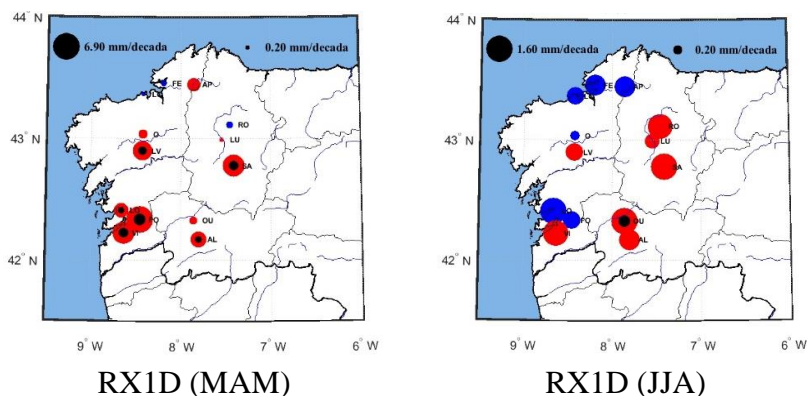 44° N
6.90 mm/decada 0.20 mm/decada
FE
AP
43° N
RO
O
LU
LV
SA
PO
OU
AL
42° N
9° W 8° W 7° W 6° W
RX1D (MAM)
44° N
1.60 mm/decada 0.20 mm/decada
FE
AP
43° N
RO
O
LU
LV
SA
PO
OU
AL
VI
42° N
9° W 8° W 7° W 6° W
RX1D (JJA)